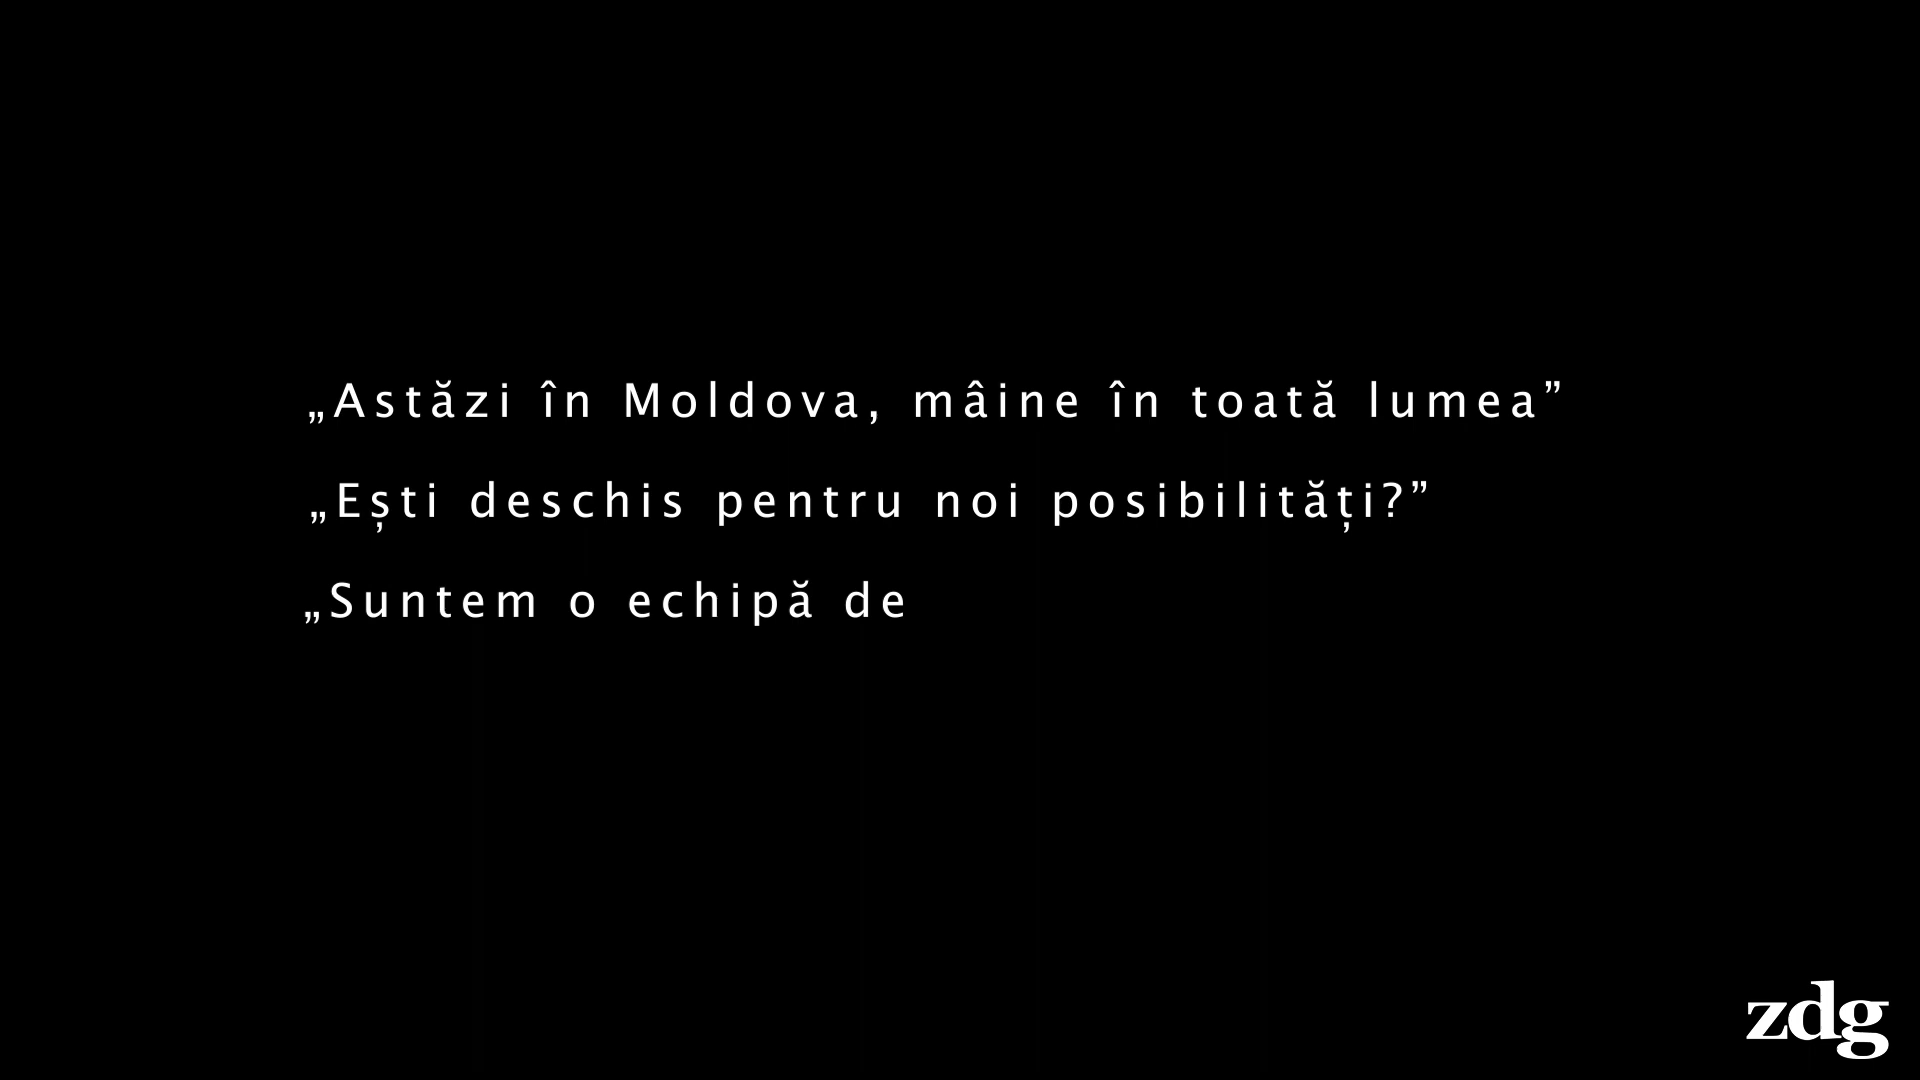 „Astăzi în Moldova, mâine în toată lumea”
„Ești deschis pentru noi posibilități?”
„Suntem o echipă de
zdg